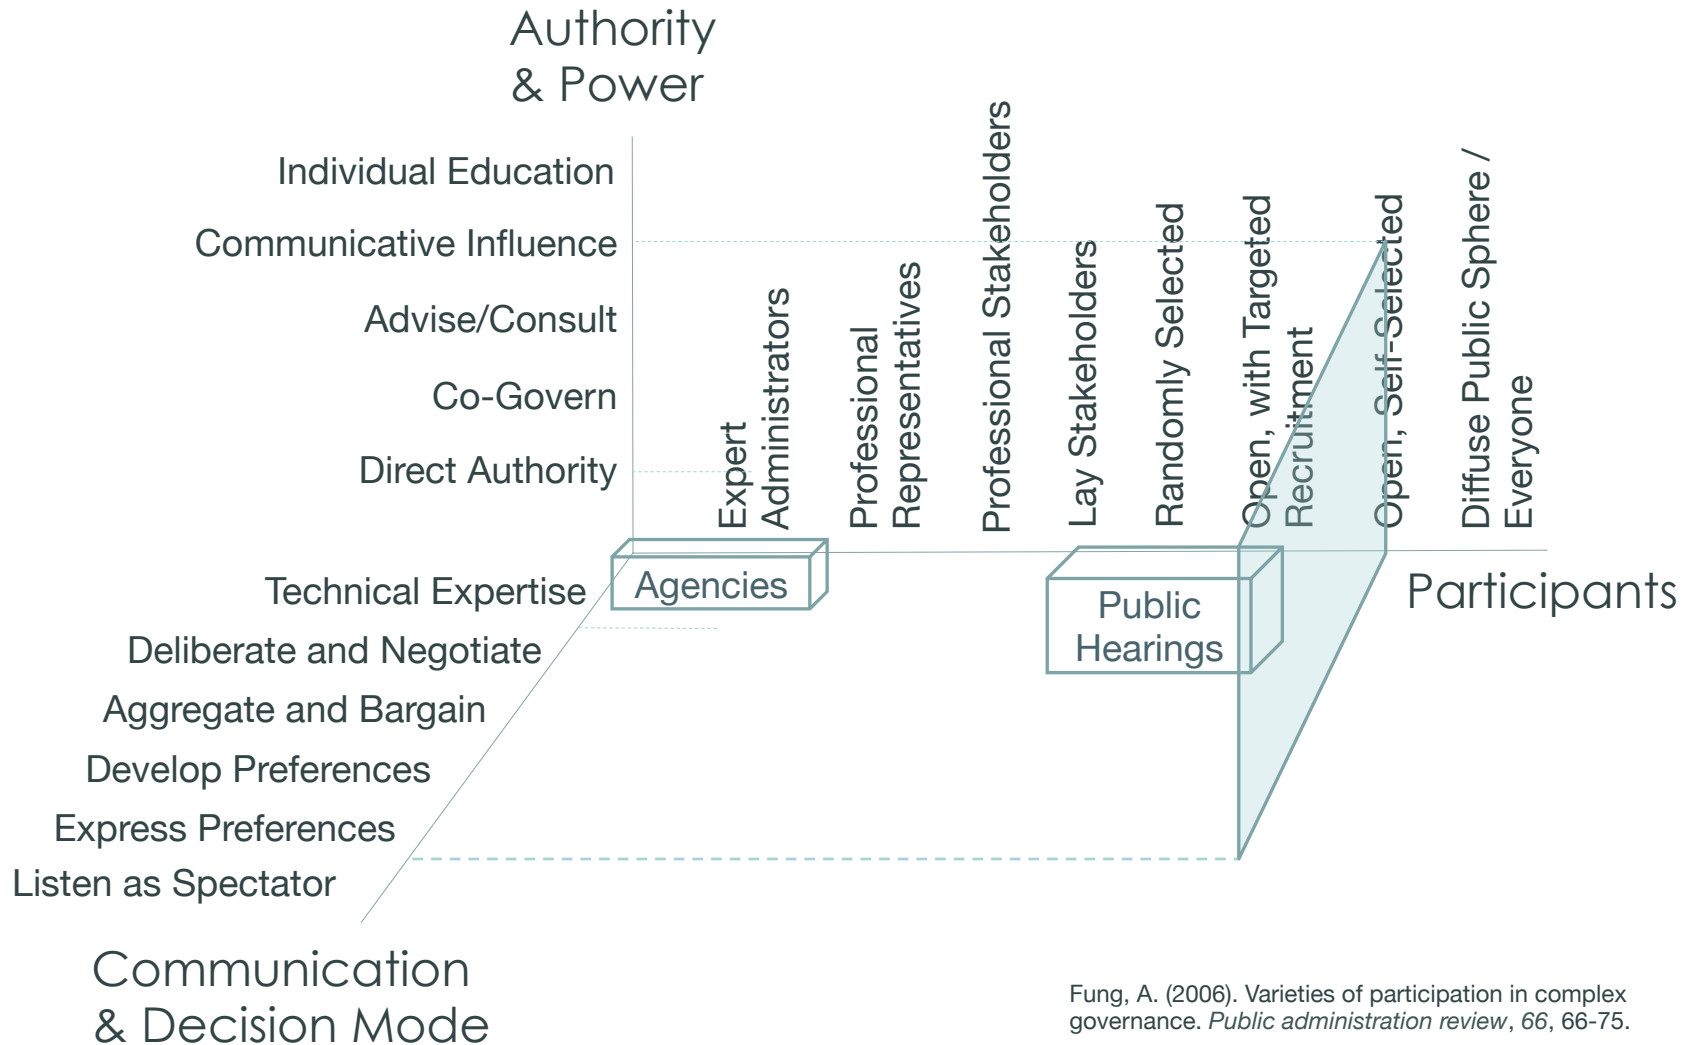 Authority
& Power
Individual Education
Communicative Influence
Advise/Consult
Co-Govern
Direct Authority
Expert
Administrators
Professional
Representatives
Professional Stakeholders
Lay Stakeholders
Randomly Selected
Open, with Targeted
Recruitment
Open, Self-Selected
Diffuse Public Sphere /
Everyone
Participants
Agencies
Public
Hearings
Technical Expertise
Deliberate and Negotiate
Aggregate and Bargain
Develop Preferences
Express Preferences
Listen as Spectator
Communication
& Decision Mode
Fung, A. (2006). Varieties of participation in complex
governance. Public administration review, 66, 66-75.